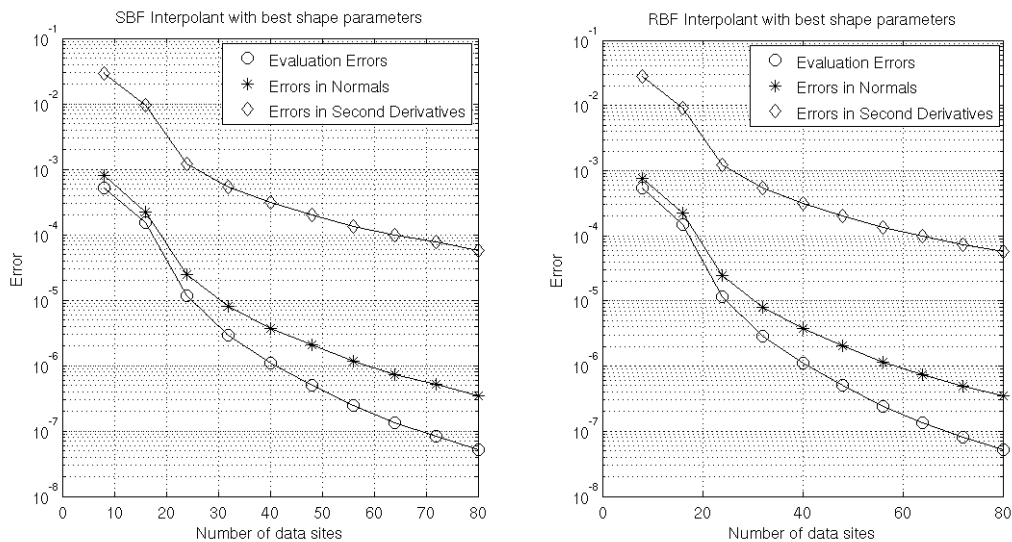 SBF Interpolant with best shape parameters
10^-1
10^-2
10^-3
10^-4
10^-5
10^-6
10^-7
10^-8
Error
Evaluation Errors
Errors in Normals
Errors in Second Derivatives
0 10 20 30 40 50 60 70 80
Number of data sites
RBF Interpolant with best shape parameters
10^-1
10^-2
10^-3
10^-4
10^-5
10^-6
10^-7
10^-8
Error
Evaluation Errors
Errors in Normals
Errors in Second Derivatives
0 20 40 60 80
Number of data sites